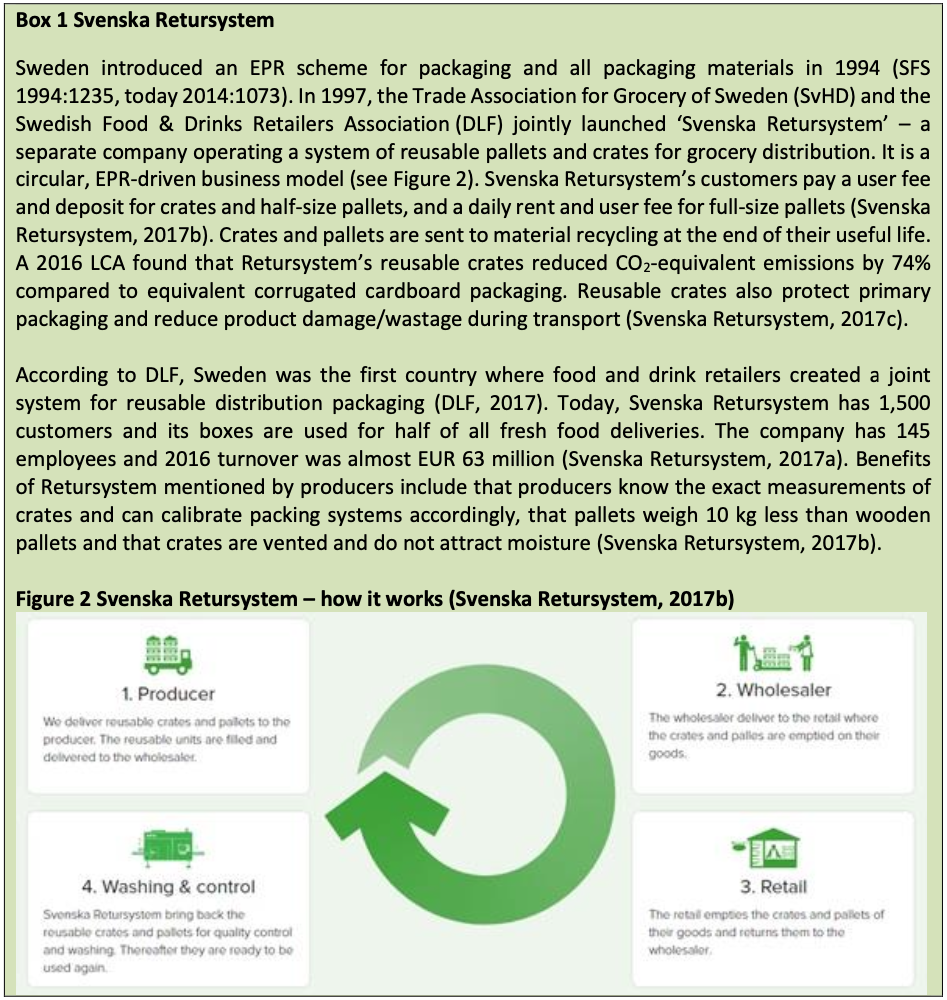 Box 1 Svenska Retursystem
Sweden introduced an EPR scheme for packaging and all packaging materials in 1994 (SFS
1994:1235, today 2014:1073). In 1997, the Trade Association for Grocery of Sweden (SvHD) and the
Swedish Food & Drinks Retailers Association (DLF) jointly launched ‘Svenska Retursystem’ – a
separate company operating a system of reusable pallets and crates for grocery distribution. It is a
circular, EPR-driven business model (see Figure 2). Svenska Retursystem’s customers pay a user fee
and deposit for crates and half-size pallets, and a daily rent and user fee for full-size pallets (Svenska
Retursystem, 2017b). Crates and pallets are sent to material recycling at the end of their useful life.
A 2016 LCA found that Retursystem’s reusable crates reduced CO₂-equivalent emissions by 74%
compared to equivalent corrugated cardboard packaging. Reusable crates also protect primary
packaging and reduce product damage/wastage during transport (Svenska Retursystem, 2017c).
According to DLF, Sweden was the first country where food and drink retailers created a joint
system for reusable distribution packaging (DLF, 2017). Today, Svenska Retursystem has 1,500
customers and its boxes are used for half of all fresh food deliveries. The company has 145
employees and 2016 turnover was almost EUR 63 million (Svenska Retursystem, 2017a). Benefits
of Retursystem mentioned by producers include that producers know the exact measurements of
crates and can calibrate packing systems accordingly, that pallets weigh 10 kg less than wooden
pallets and that crates are vented and do not attract moisture (Svenska Retursystem, 2017b).
Figure 2 Svenska Retursystem – how it works (Svenska Retursystem, 2017b)
1. Producer
We deliver reusable crates and pallets to the
producer. The reusable units are filled and
delivered to the wholesaler.
2. Wholesaler
The wholesaler deliver to the retail where
the crates and palles are emptied on their
goods.
4. Washing & control
Svenska Retursystem bring back the
reusable crates and pallets for quality control
and washing. Thereafter they are ready to be
used again.
3. Retail
The retail empties the crates and pallets of
their goods and returns them to the
wholesaler.